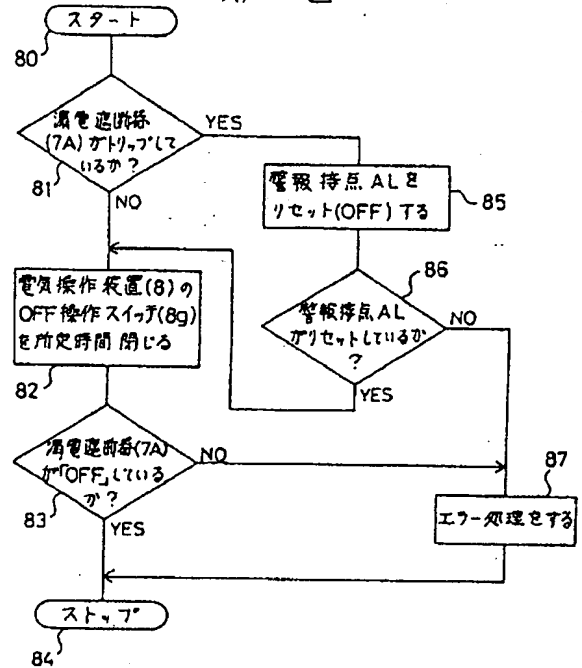 スタート
80
漏電遮断器
(7A)がトリップして
いるか?
81
YES
NO
警報接点ALを
リセット(OFF)する
85
86
警報接点AL
がリセットしているか
?
NO
YES
電気操作装置(8)の
OFF操作スイッチ(8g)
を所定時間閉じる
82
漏電遮断器(7A)
が「OFF」している
か?
83
NO
YES
87
エラー処理をする
ストップ
84